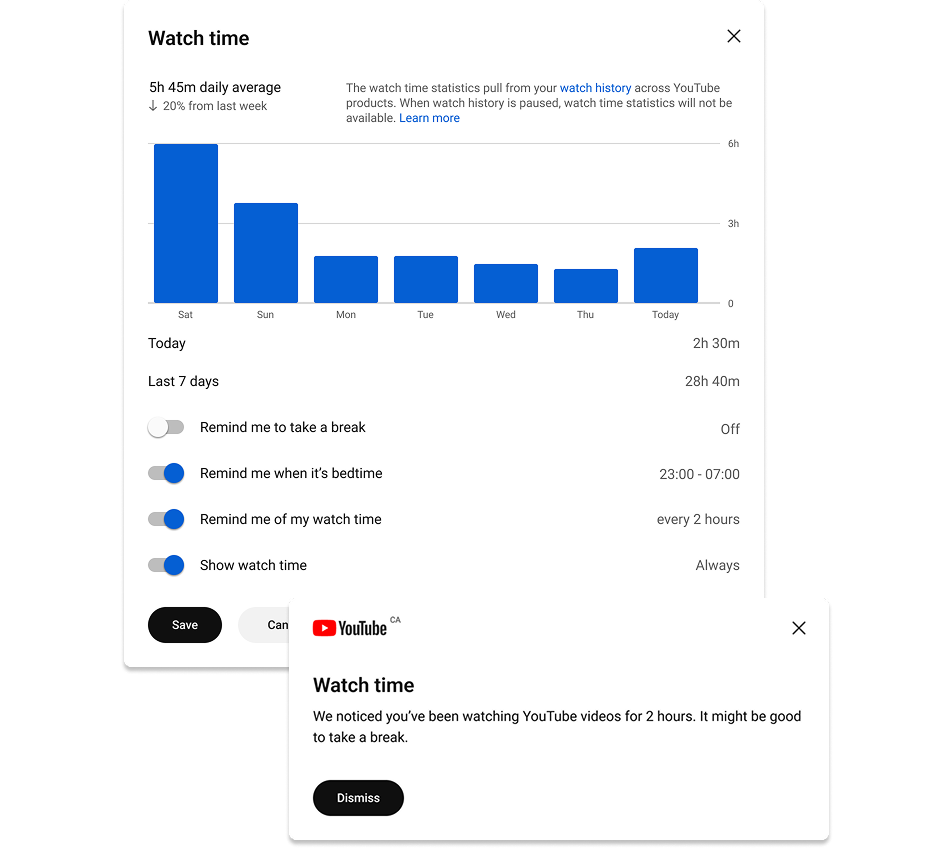 Watch time
5h 45m daily average
↓ 20% from last week
The watch time statistics pull from your watch history across YouTube
products. When watch history is paused, watch time statistics will not be
available. Learn more
6h
3h
0
Sat Sun Mon Tue Wed Thu Today
Today 2h 30m
Last 7 days 28h 40m
Remind me to take a break Off
Remind me when it’s bedtime 23:00 - 07:00
Remind me of my watch time every 2 hours
Show watch time Always
Save Can
YouTube CA
Watch time
We noticed you’ve been watching YouTube videos for 2 hours. It might be good
to take a break.
Dismiss